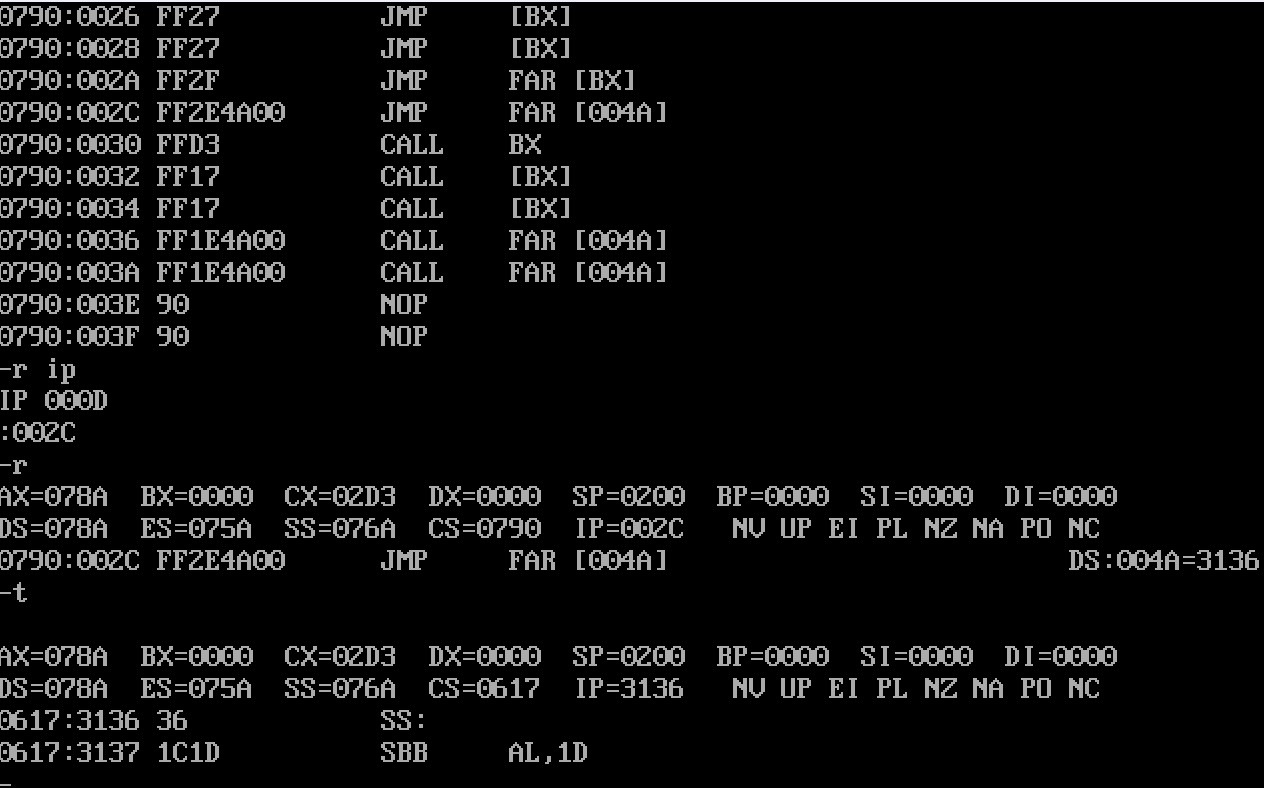 0790:0026 FF27 JMP [BX]
0790:0028 FF27 JMP [BX]
0790:002A FF2F JMP FAR [BX]
0790:002C FF2E4A00 JMP FAR [004A]
0790:0030 FFD3 CALL BX
0790:0032 FF17 CALL [BX]
0790:0034 FF17 CALL [BX]
0790:0036 FF1E4A00 CALL FAR [004A]
0790:003A FF1E4A00 CALL FAR [004A]
0790:003E 90 NOP
0790:003F 90 NOP
-r ip
IP 000D
:002C
-r
AX=078A BX=0000 CX=02D3 DX=0000 SP=0200 BP=0000 SI=0000 DI=0000
DS=078A ES=075A SS=076A CS=0790 IP=002C NV UP EI PL NZ NA PO NC
0790:002C FF2E4A00 JMP FAR [004A] DS:004A=3136
-t
AX=078A BX=0000 CX=02D3 DX=0000 SP=0200 BP=0000 SI=0000 DI=0000
DS=078A ES=075A SS=076A CS=0617 IP=3136 NV UP EI PL NZ NA PO NC
0617:3136 36 SS:
0617:3137 1C1D SBB AL,1D